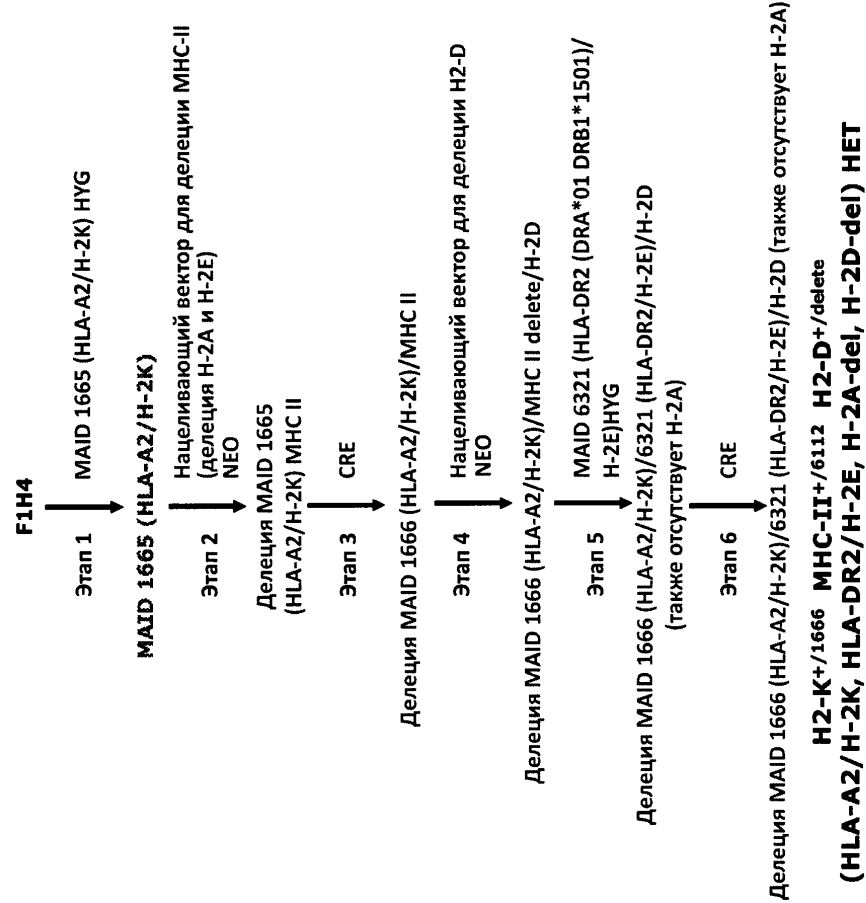 F1H4
Этап 1
MAID 1665 (HLA-A2/H-2K) HYG
MAID 1665 (HLA-A2/H-2K)
Этап 2
Нацеливающий вектор для делеции MHC-II
(делеция H-2A и H-2E)
NEO
Делеция MAID 1665
(HLA-A2/H-2K) MHC II
Этап 3
CRE
Делеция MAID 1666 (HLA-A2/H-2K)/MHC II
Этап 4
Нацеливающий вектор для делеции H2-D
NEO
Делеция MAID 1666 (HLA-A2/H-2K)/MHC II delete/H-2D
Этап 5
MAID 6321 (HLA-DR2 (DRA*01 DRB1*1501)/
H-2E)HYG
Делеция MAID 1666 (HLA-A2/H-2K)/6321 (HLA-DR2/H-2E)/H-2D
(также отсутствует H-2A)
Этап 6
CRE
Делеция MAID 1666 (HLA-A2/H-2K)/6321 (HLA-DR2/H-2E)/H-2D (также отсутствует H-2A)
H2-K+/1666 MHC-II+/6112 H2-D+/delete
(HLA-A2/H-2K, HLA-DR2/H-2E, H-2A-del, H-2D-del) HET